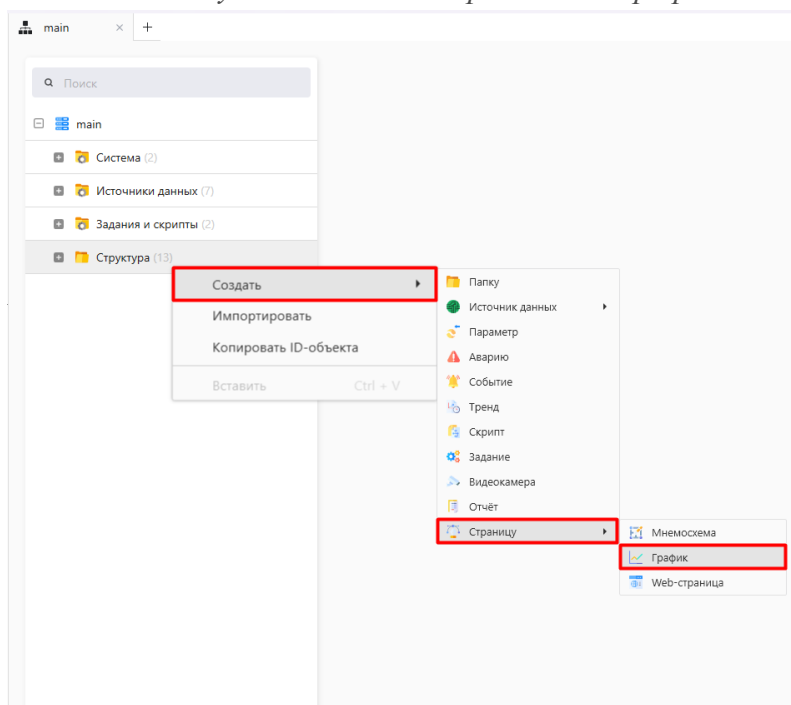 main × +
Поиск
main
Система (2)
Источники данных (7)
Задания и скрипты (2)
Структура (13)
Создать
Импортировать
Копировать ID-объекта
Вставить Ctrl + V
Папку
Источник данных
Параметр
Аварию
Событие
Тренд
Скрипт
Задание
Видеокамера
Отчёт
Страницу
Мнемосхема
График
Web-страница